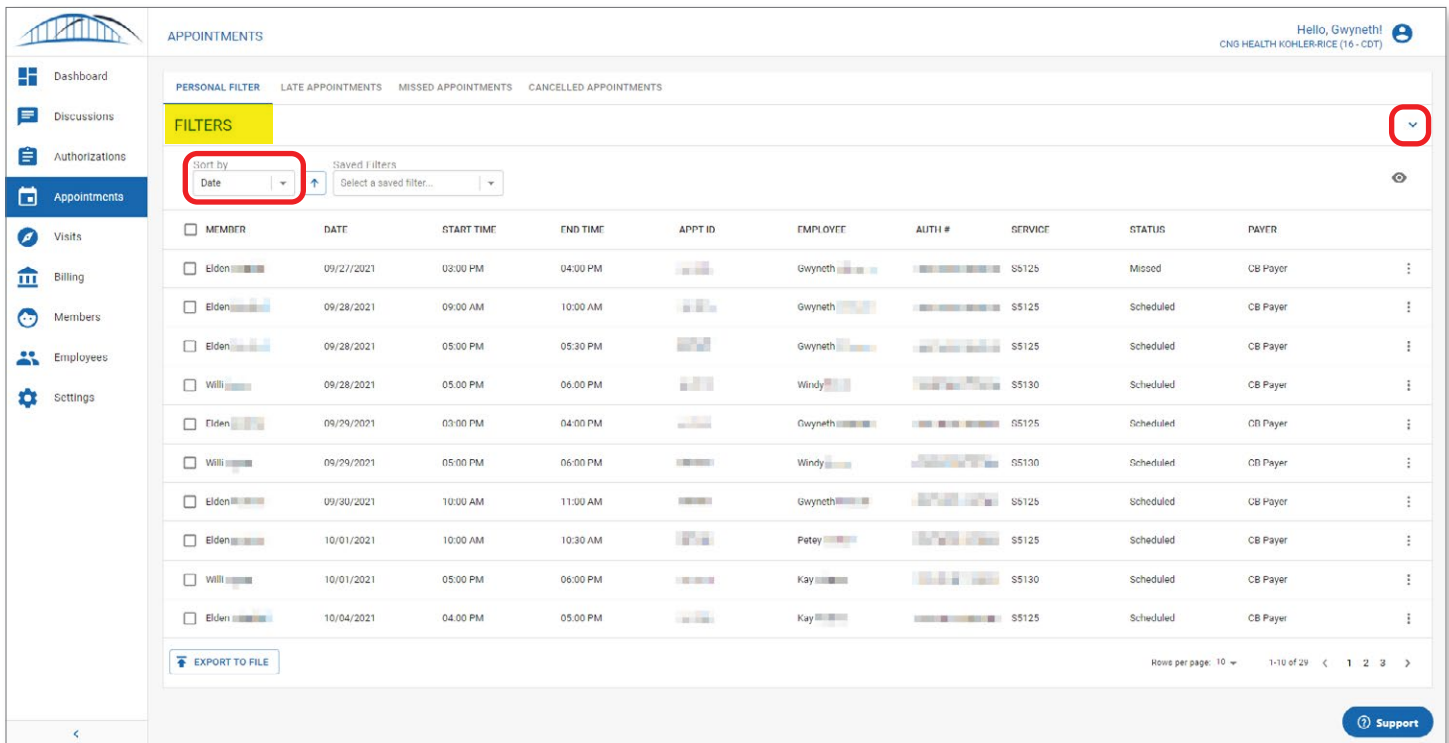 APPOINTMENTS
Hello, Gwyneth!
CNG HEALTH KOHLER-RICE (16 - CDT)
Dashboard
Discussions
Authorizations
Appointments
Visits
Billing
Members
Employees
Settings
PERSONAL FILTER LATE APPOINTMENTS MISSED APPOINTMENTS CANCELLED APPOINTMENTS
FILTERS
Sort by Saved Filters
Date Select a saved filter...
MEMBER DATE START TIME END TIME APPT ID EMPLOYEE AUTH # SERVICE STATUS PAYER
Elden 09/27/2021 03:00 PM 04:00 PM Gwyneth S5125 Missed CB Payer
Elden 09/28/2021 09:00 AM 10:00 AM Gwyneth S5125 Scheduled CB Payer
Elden 09/28/2021 05:00 PM 05:30 PM Gwyneth S5125 Scheduled CB Payer
Willi 09/28/2021 05:00 PM 06:00 PM Windy S5130 Scheduled CB Payer
Elden 09/29/2021 03:00 PM 04:00 PM Gwyneth S5125 Scheduled CB Payer
Willi 09/29/2021 05:00 PM 06:00 PM Windy S5130 Scheduled CB Payer
Elden 09/30/2021 10:00 AM 11:00 AM Gwyneth S5125 Scheduled CB Payer
Elden 10/01/2021 10:00 AM 10:30 AM Petey S5125 Scheduled CB Payer
Willi 10/01/2021 05:00 PM 06:00 PM Kay S5130 Scheduled CB Payer
Elden 10/04/2021 04:00 PM 05:00 PM Kay S5125 Scheduled CB Payer
EXPORT TO FILE
Rows per page: 10 1-10 of 29 < 1 2 3 >
Support